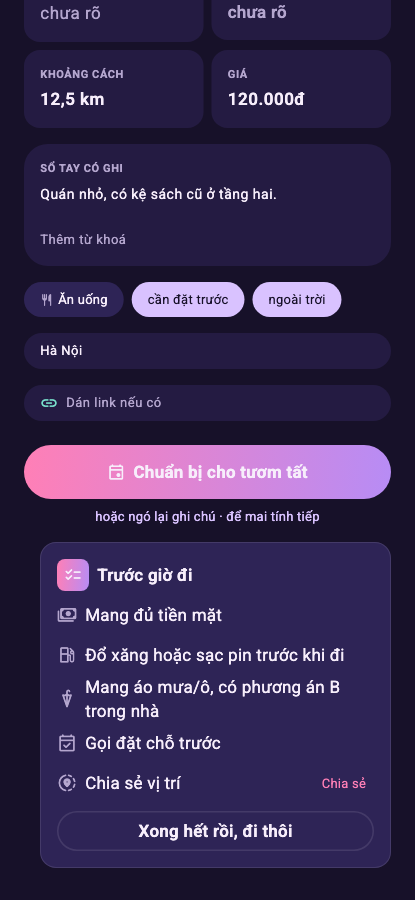 chưa rõ
chưa rõ
KHOẢNG CÁCH
12,5 km
GIÁ
120.000đ
SỔ TAY CÓ GHI
Quán nhỏ, có kệ sách cũ ở tầng hai.
Thêm từ khoá
Ăn uống
cần đặt trước
ngoài trời
Hà Nội
Dán link nếu có
Chuẩn bị cho tươm tất
hoặc ngó lại ghi chú · để mai tính tiếp
Trước giờ đi
Mang đủ tiền mặt
Đổ xăng hoặc sạc pin trước khi đi
Mang áo mưa/ô, có phương án B
trong nhà
Gọi đặt chỗ trước
Chia sẻ vị trí
Chia sẻ
Xong hết rồi, đi thôi